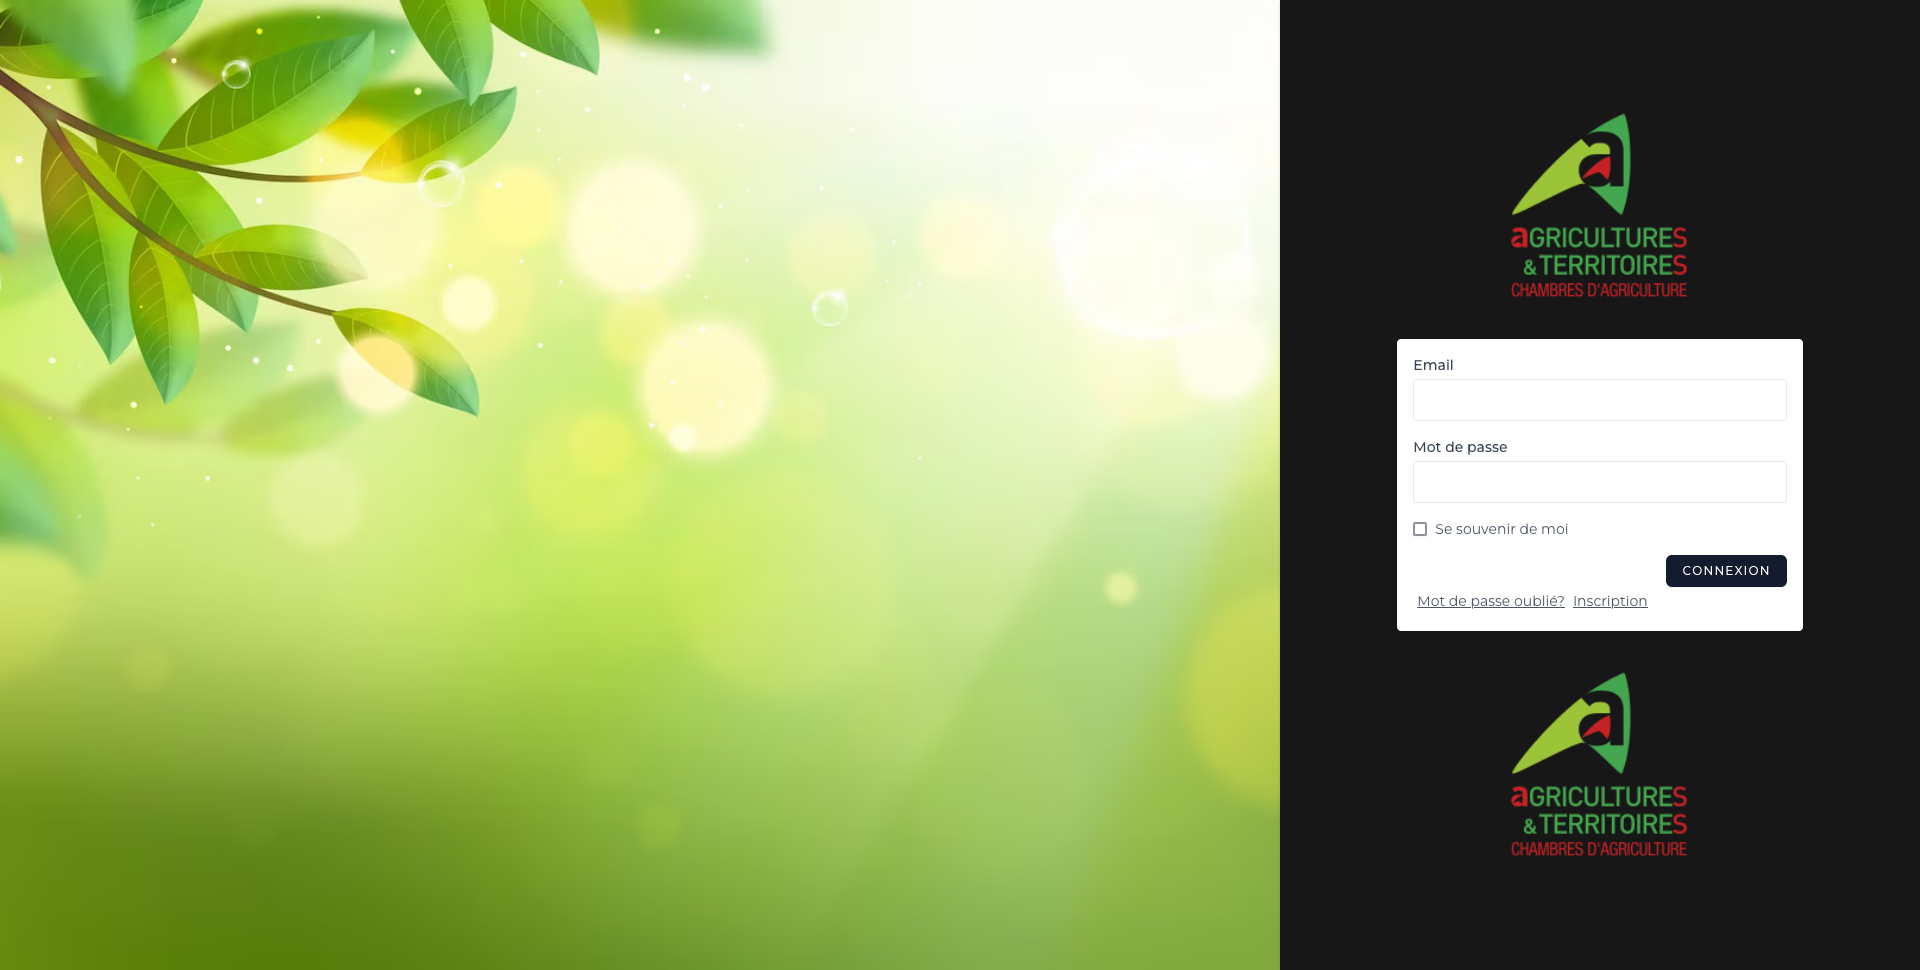 aGRICULTURES
& TERRITOIRES
CHAMBRES D'AGRICULTURE
Email
Mot de passe
Se souvenir de moi
CONNEXION
Mot de passe oublié? Inscription
aGRICULTURES
& TERRITOIRES
CHAMBRES D'AGRICULTURE